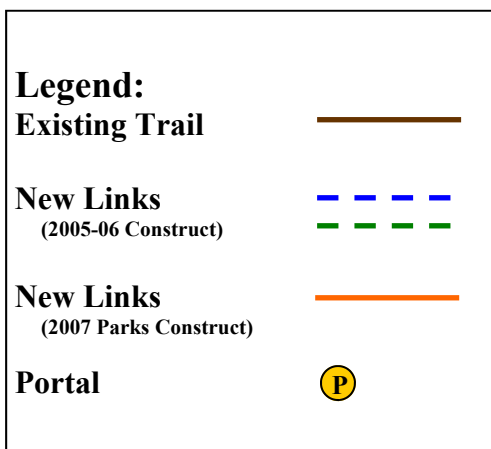 Legend:
Existing Trail
New Links
(2005-06 Construct)
New Links
(2007 Parks Construct)
Portal P